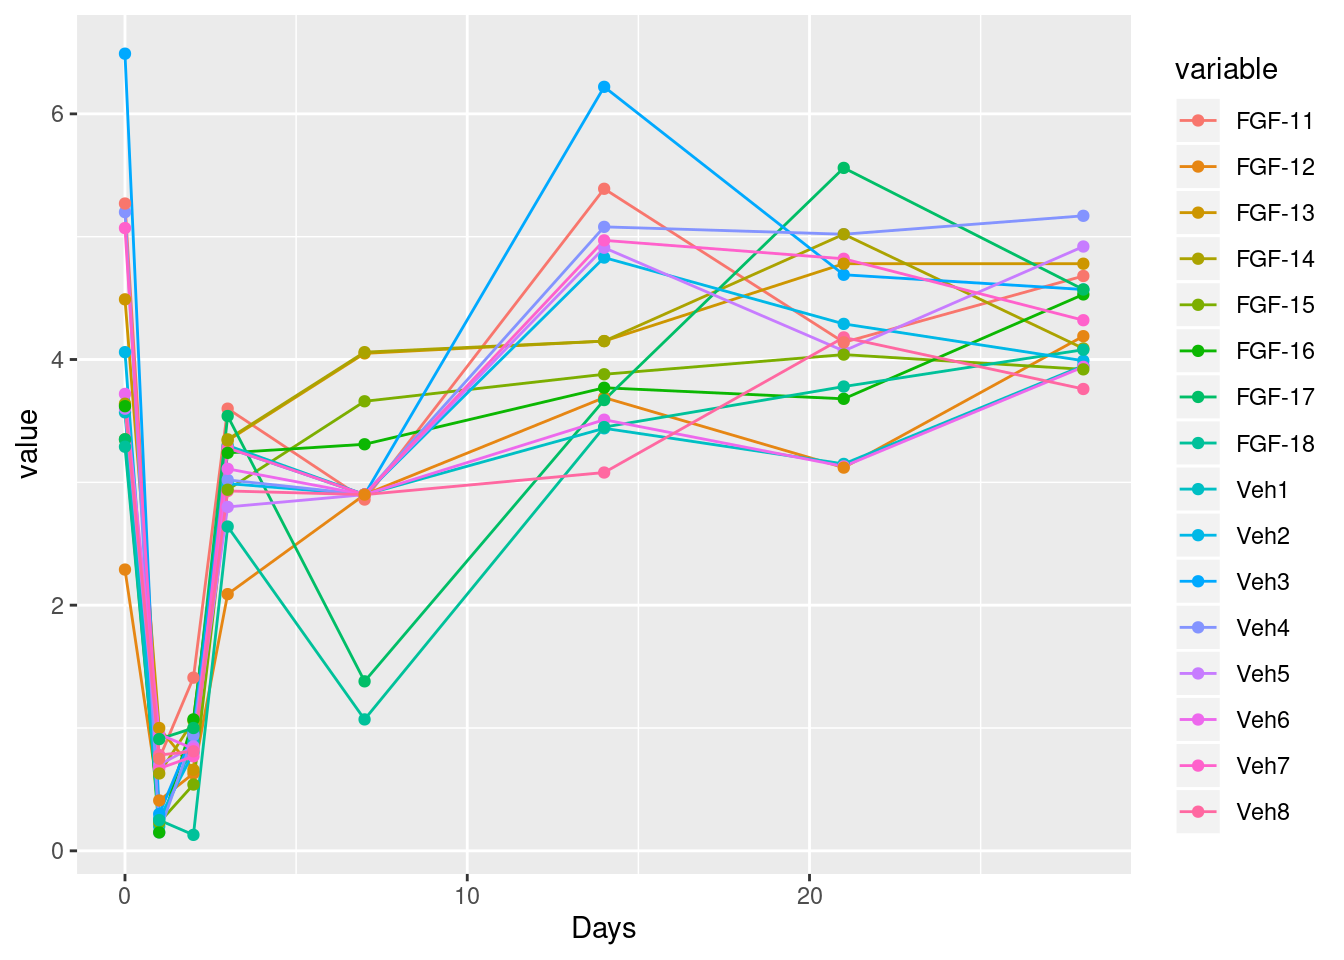 value
6
4
2
0
0 10 20
Days
variable
FGF-11
FGF-12
FGF-13
FGF-14
FGF-15
FGF-16
FGF-17
FGF-18
Veh1
Veh2
Veh3
Veh4
Veh5
Veh6
Veh7
Veh8